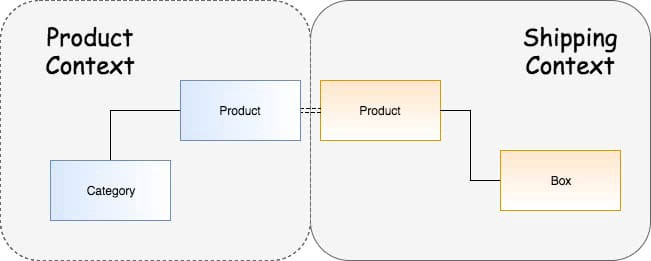 Product
Context
Shipping
Context
Product
Product
Category
Box